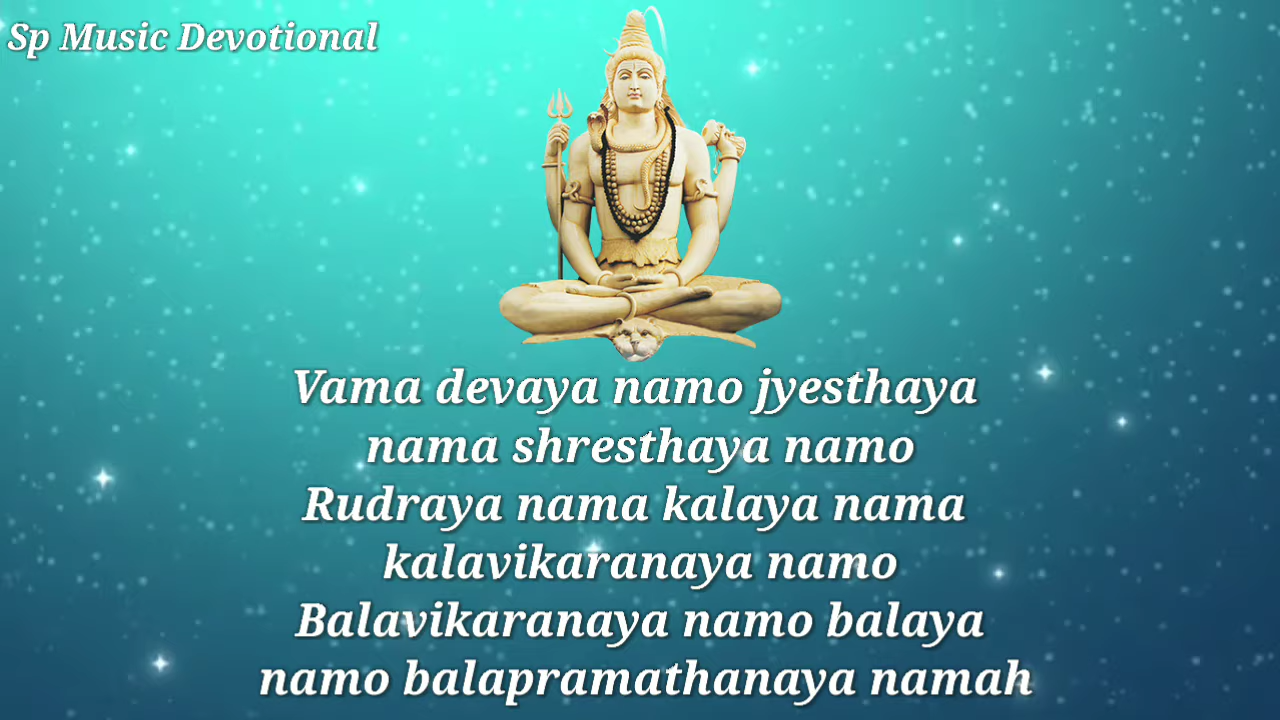 Sp Music Devotional
Vama devaya namo jyesthaya
nama shresthaya namo
Rudraya nama kalaya nama
kalavikaranaya namo
Balavikaranaya namo balaya
namo balapramathanaya namah